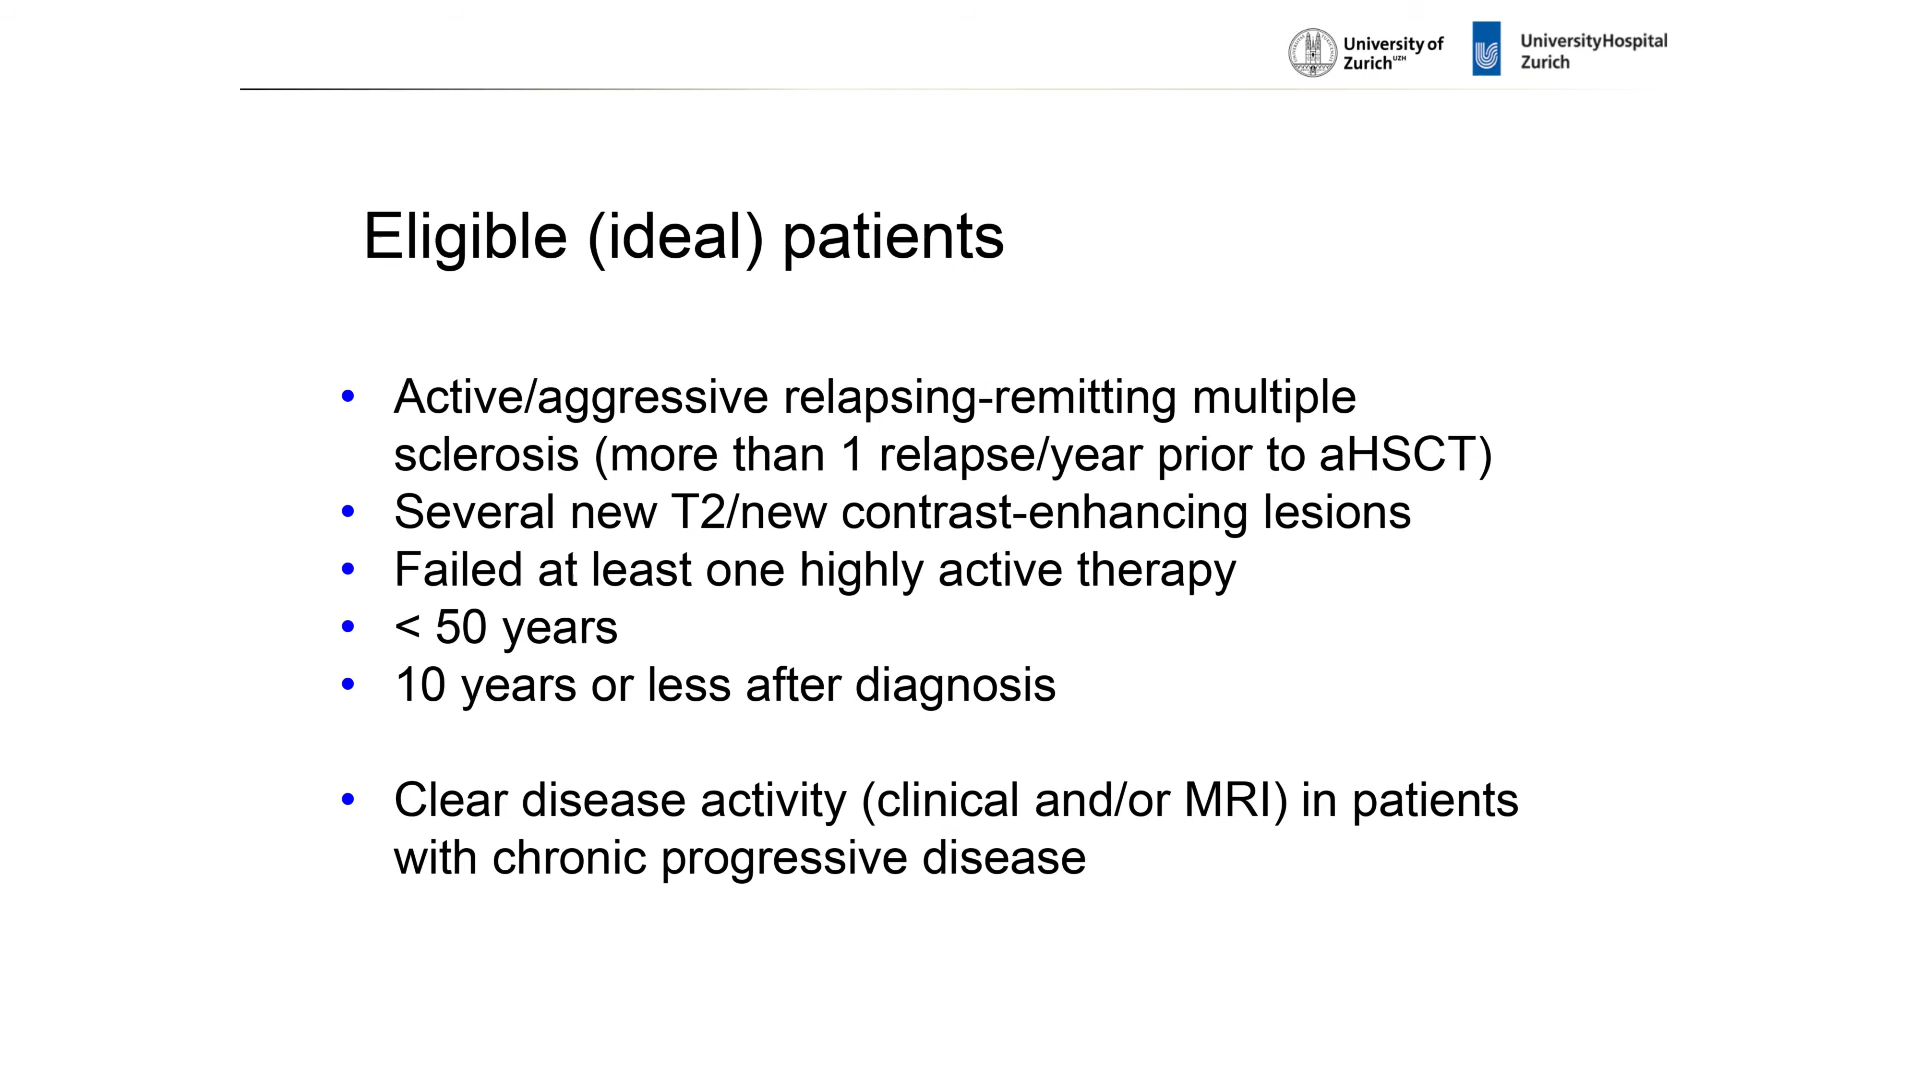 University of
Zurich UZH
UniversityHospital
Zurich
Eligible (ideal) patients
• Active/aggressive relapsing-remitting multiple
sclerosis (more than 1 relapse/year prior to aHSCT)
• Several new T2/new contrast-enhancing lesions
• Failed at least one highly active therapy
• < 50 years
• 10 years or less after diagnosis
• Clear disease activity (clinical and/or MRI) in patients
with chronic progressive disease